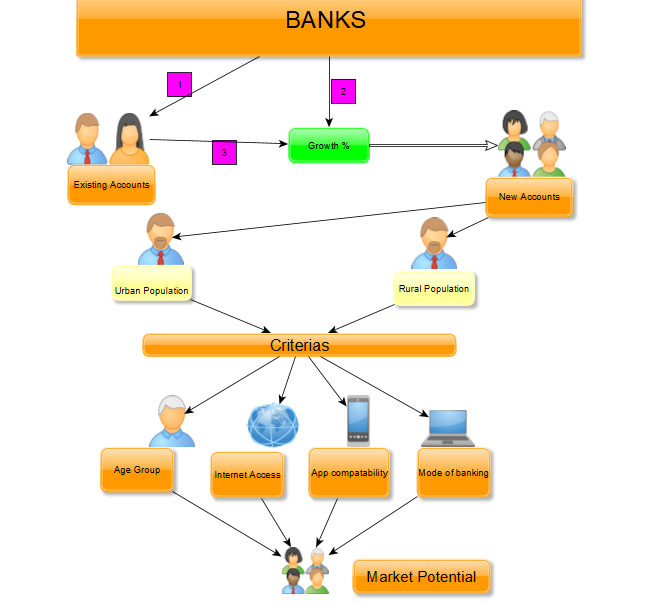 BANKS
1
2
3
Growth %
Existing Accounts
New Accounts
Urban Population
Rural Population
Criterias
Age Group
Internet Access
App compatability
Mode of banking
Market Potential